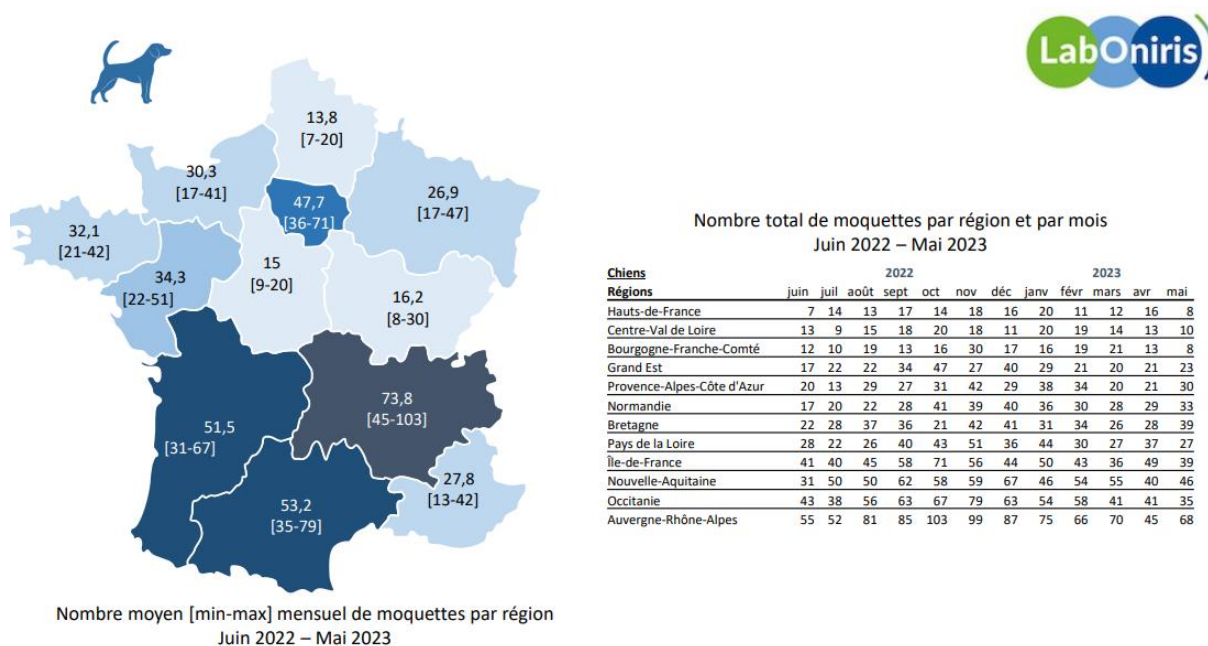 LabOniris
13,8
[7-20]
30,3
[17-41]
47,7
[36-71]
26,9
[17-47]
32,1
[21-42]
34,3
[22-51]
15
[9-20]
16,2
[8-30]
73,8
[45-103]
51,5
[31-67]
27,8
[13-42]
53,2
[35-79]
Nombre moyen [min-max] mensuel de moquettes par région
Juin 2022 – Mai 2023
Nombre total de moquettes par région et par mois
Juin 2022 – Mai 2023
Chiens 2022 2023
Régions juin juil août sept oct nov déc janv févr mars avr mai
Hauts-de-France 7 14 13 17 14 18 16 20 11 12 16 8
Centre-Val de Loire 13 9 15 18 20 18 11 20 19 14 13 10
Bourgogne-Franche-Comté 12 10 19 13 16 30 17 16 19 21 13 8
Grand Est 17 22 22 34 47 27 40 29 21 20 21 23
Provence-Alpes-Côte d'Azur 20 13 29 27 31 42 29 38 34 20 21 30
Normandie 17 20 22 28 41 39 40 36 30 28 29 33
Bretagne 22 28 37 36 21 42 41 31 34 26 28 39
Pays de la Loire 28 22 26 40 43 51 36 44 30 27 37 27
Île-de-France 41 40 45 58 71 56 44 50 43 36 49 39
Nouvelle-Aquitaine 31 50 50 62 58 59 67 46 54 55 40 46
Occitanie 43 38 56 63 67 79 63 54 58 41 41 35
Auvergne-Rhône-Alpes 55 52 81 85 103 99 87 75 66 70 45 68